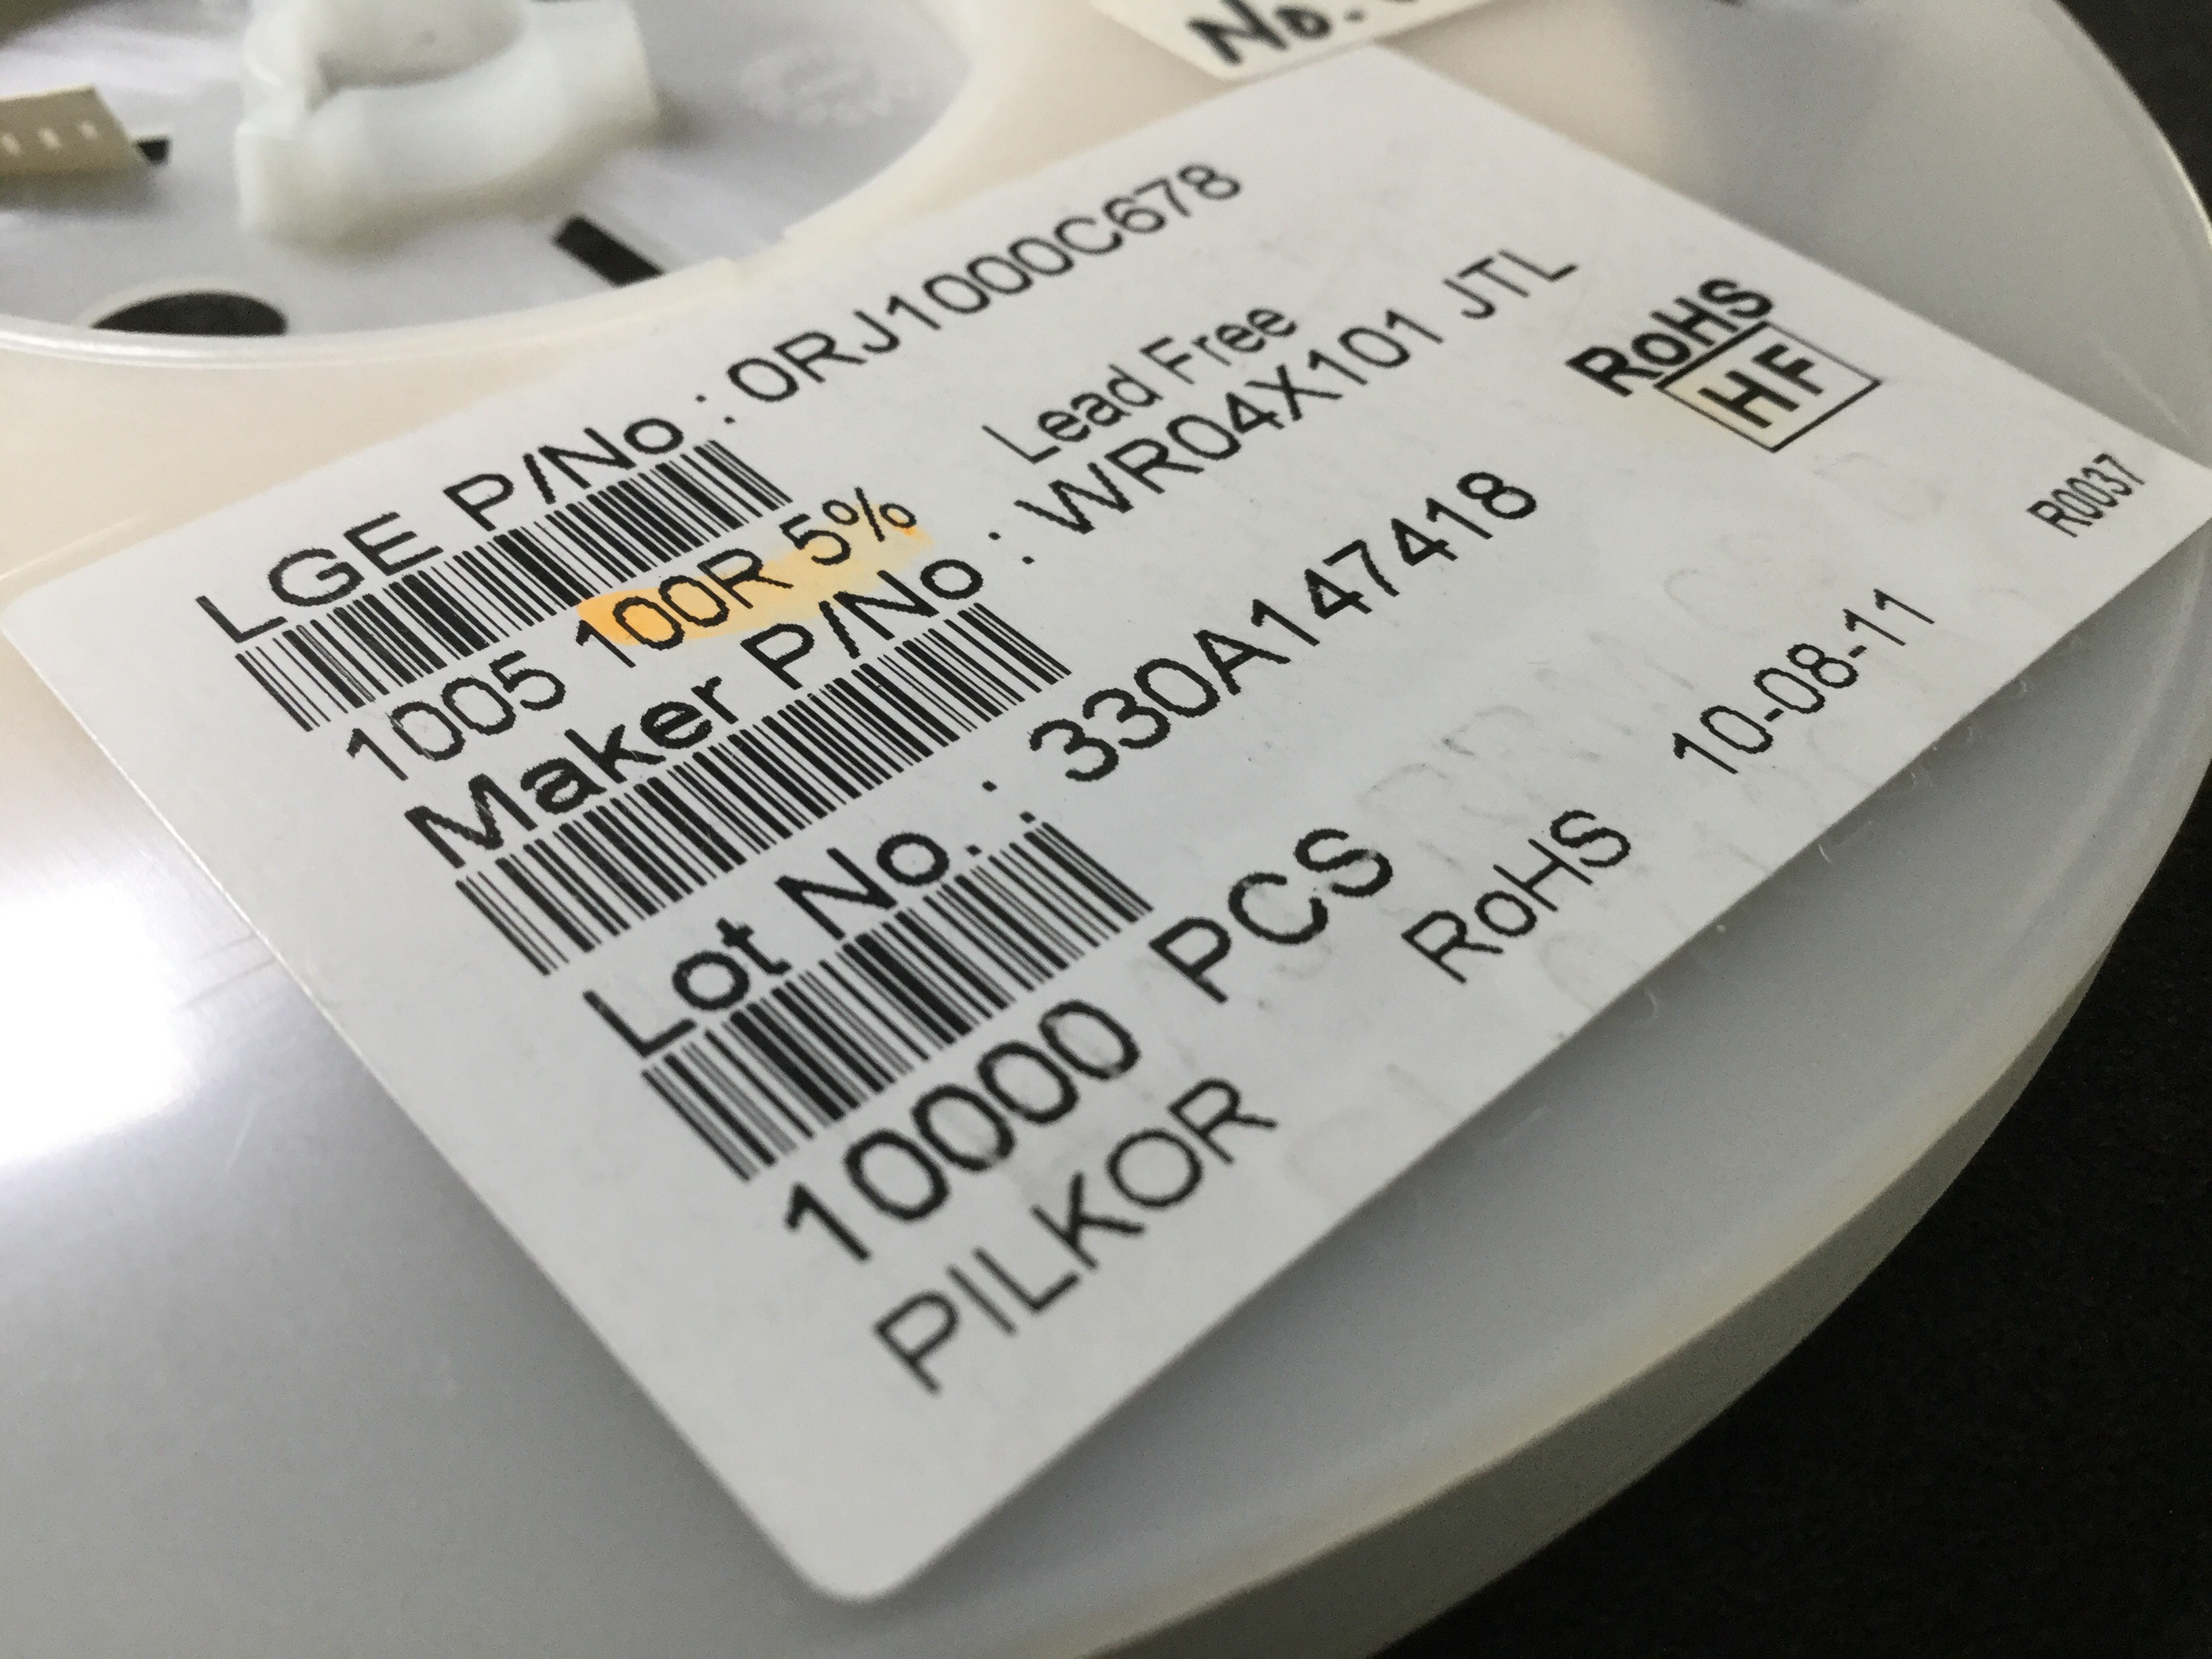 No.
LGE P/No : 0RJ1000C678
1005 100R 5% Lead Free
Maker P/No : WR04X101 JTL
RoHS
HF
Lot No. : 330A147418
R0037
10000 PCS
PILKOR RoHS 10-08-11